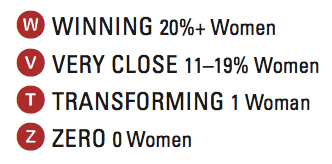 W WINNING 20%+ Women
V VERY CLOSE 11–19% Women
T TRANSFORMING 1 Woman
Z ZERO 0 Women